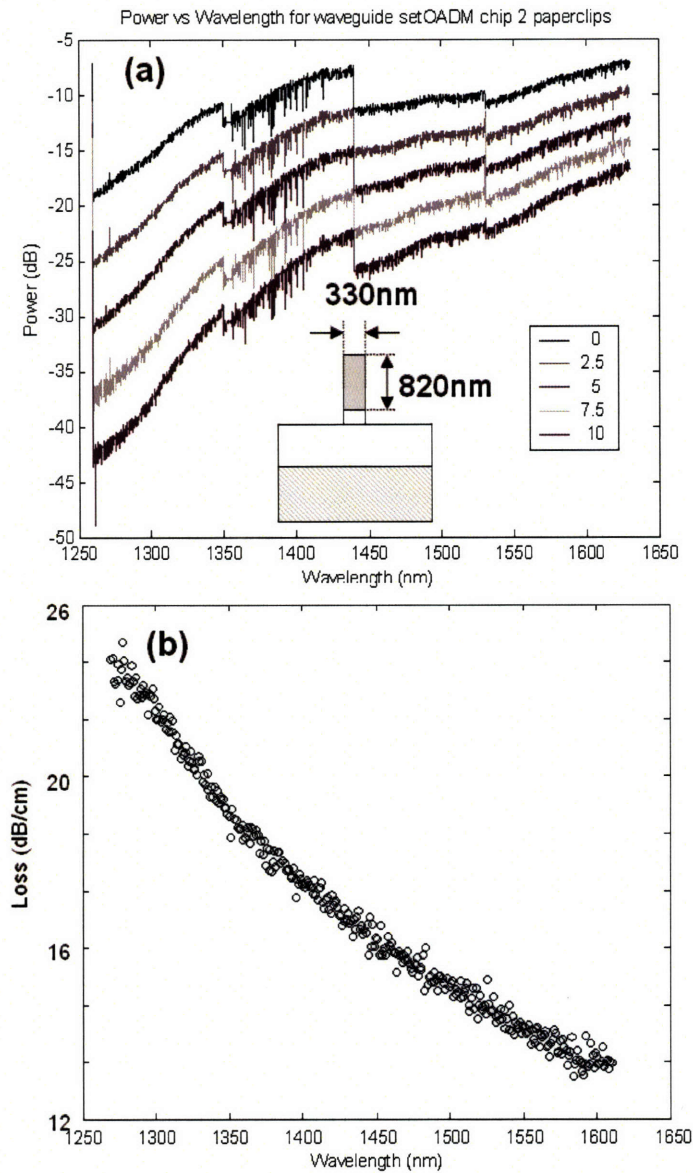 Power vs Wavelength for waveguide setOADM chip 2 paperclips
(a)
-5
-10
-15
-20
-25
-30
-35
-40
-45
-50
Power (dB)
330nm
820nm
0
2.5
5
7.5
10
1250 1300 1350 1400 1450 1500 1550 1600 1650
Wavelength (nm)
(b)
26
20
16
12
Loss (dB/cm)
1250 1300 1350 1400 1450 1500 1550 1600 1650
Wavelength (nm)